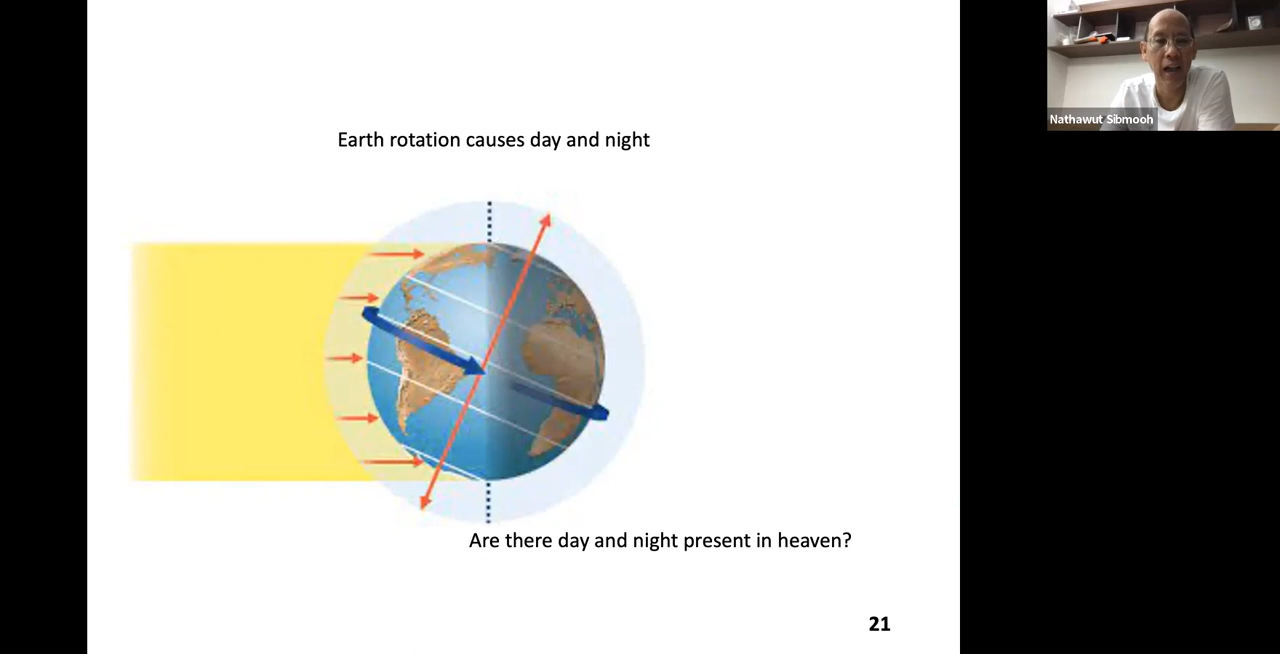 Nathawut Sibmooh
Earth rotation causes day and night
Are there day and night present in heaven?
21